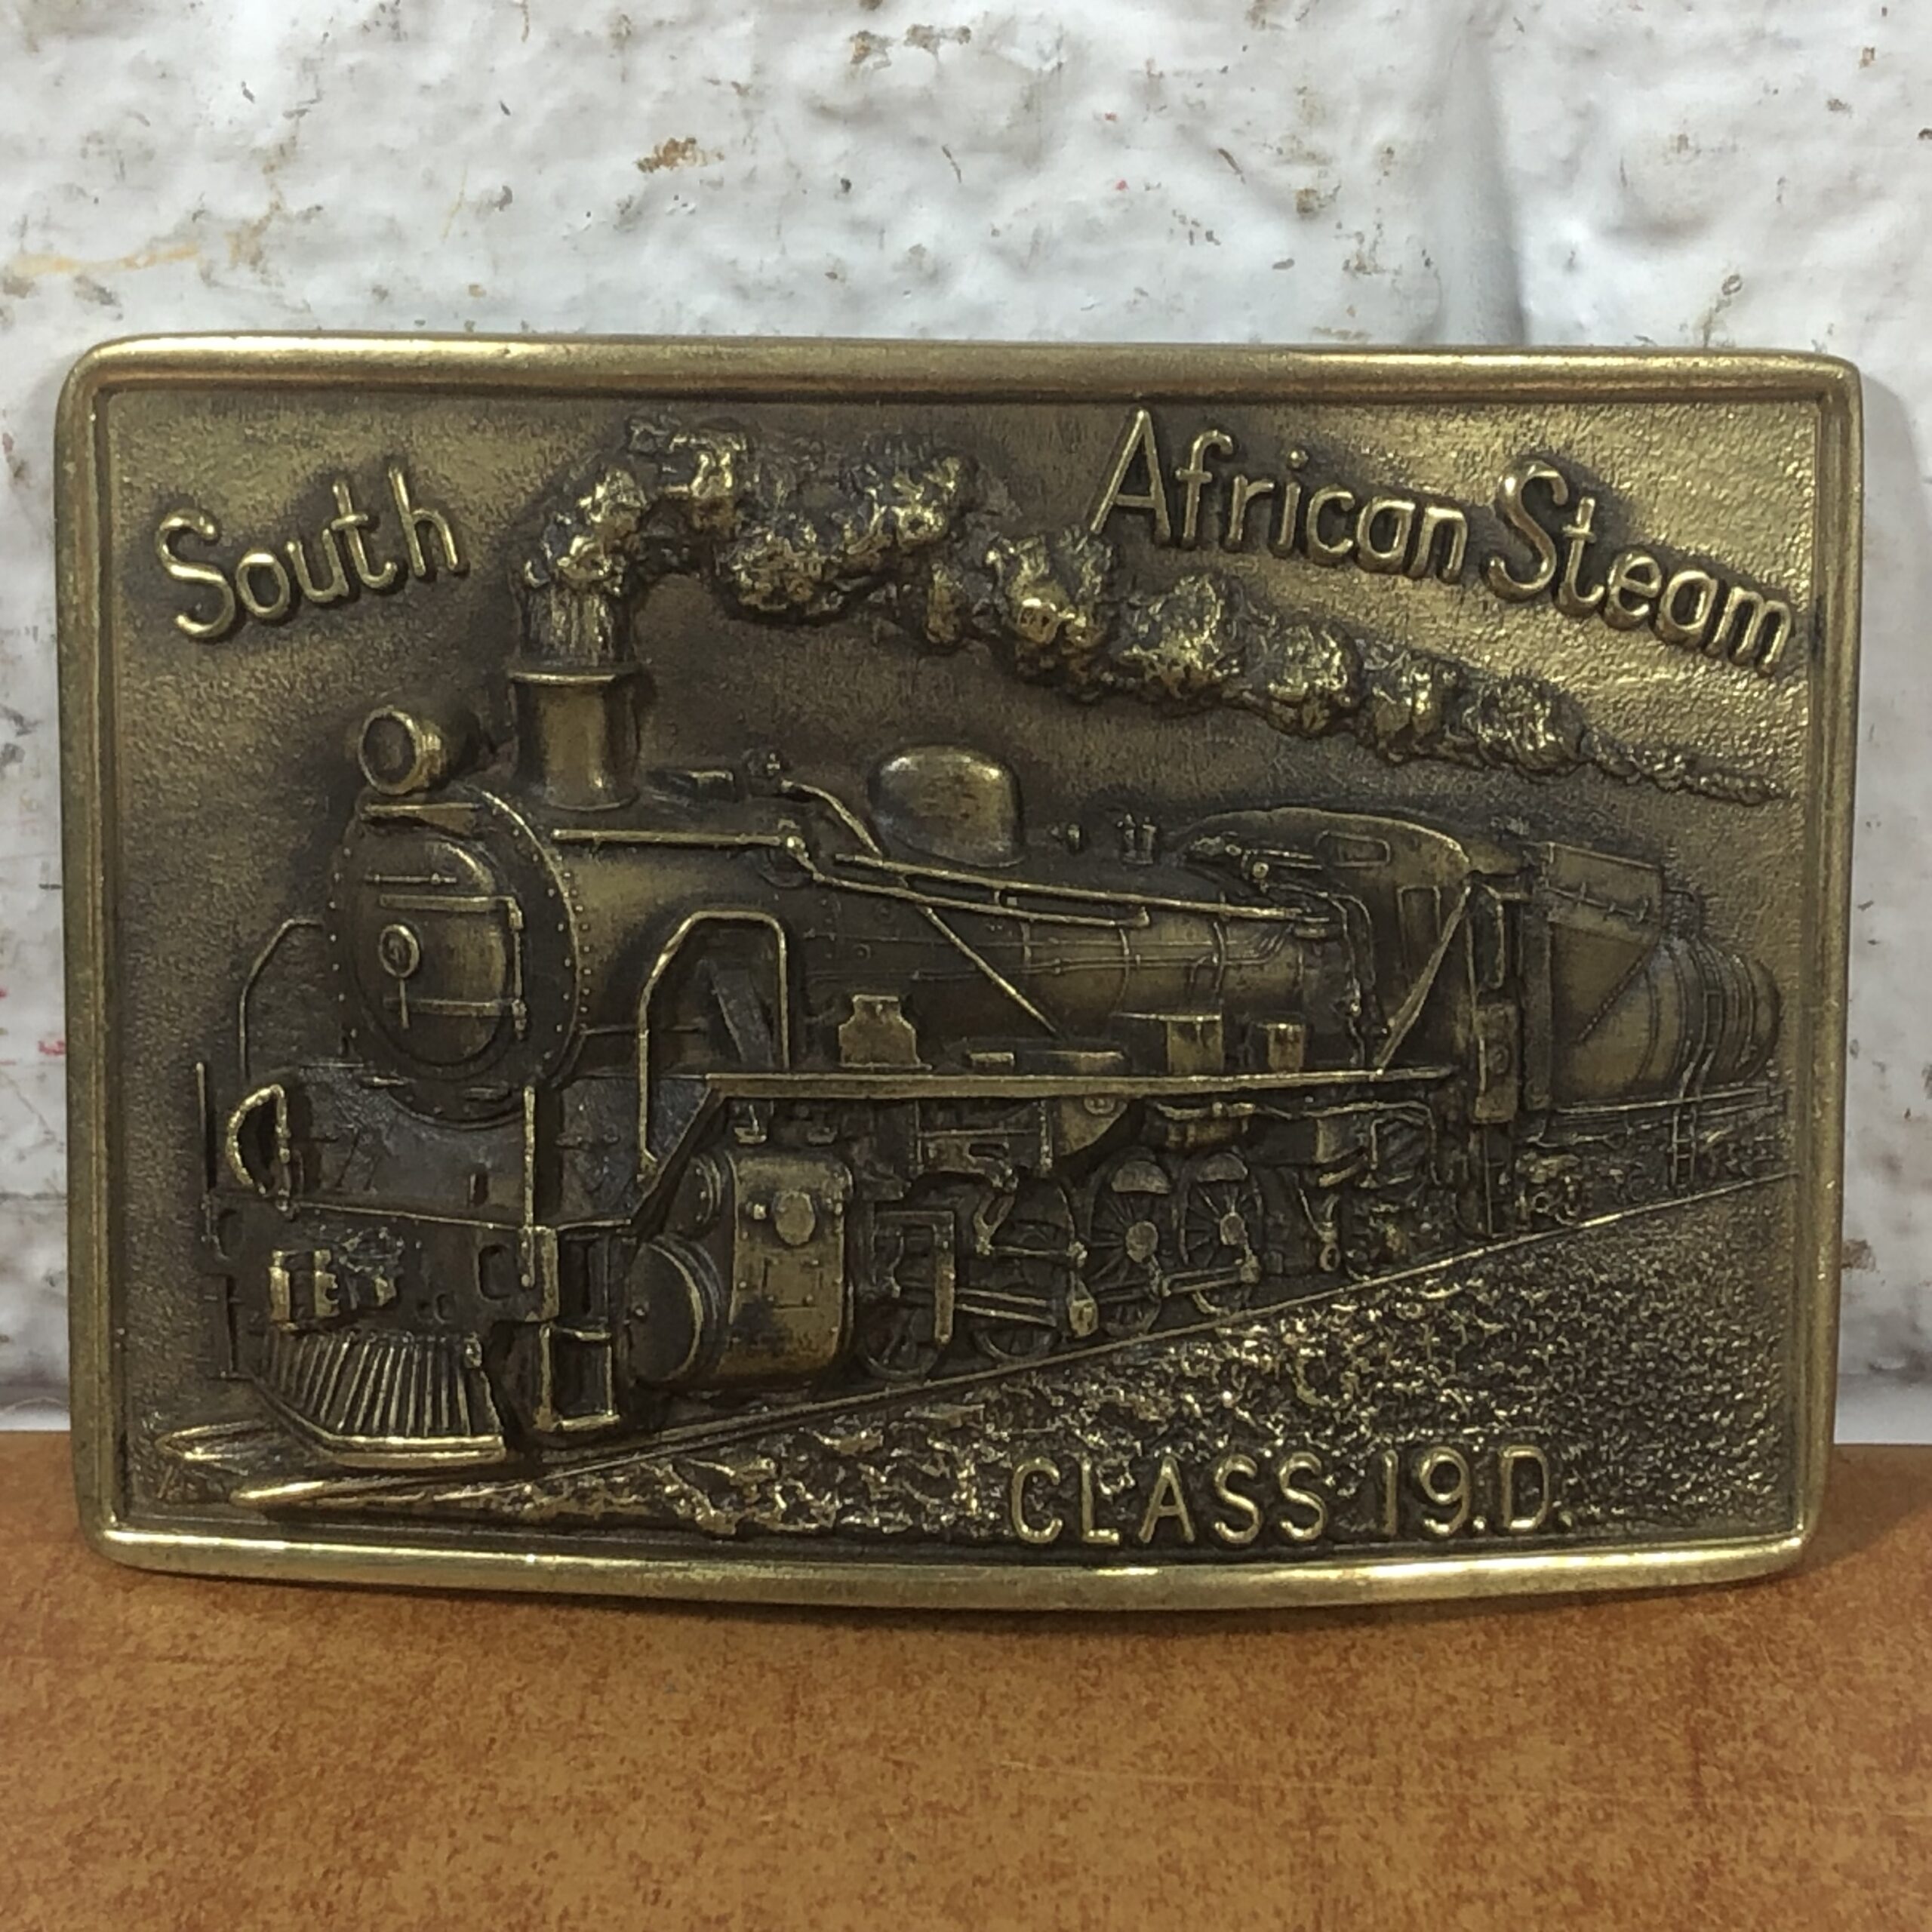 South African Steam
CLASS 19.D.